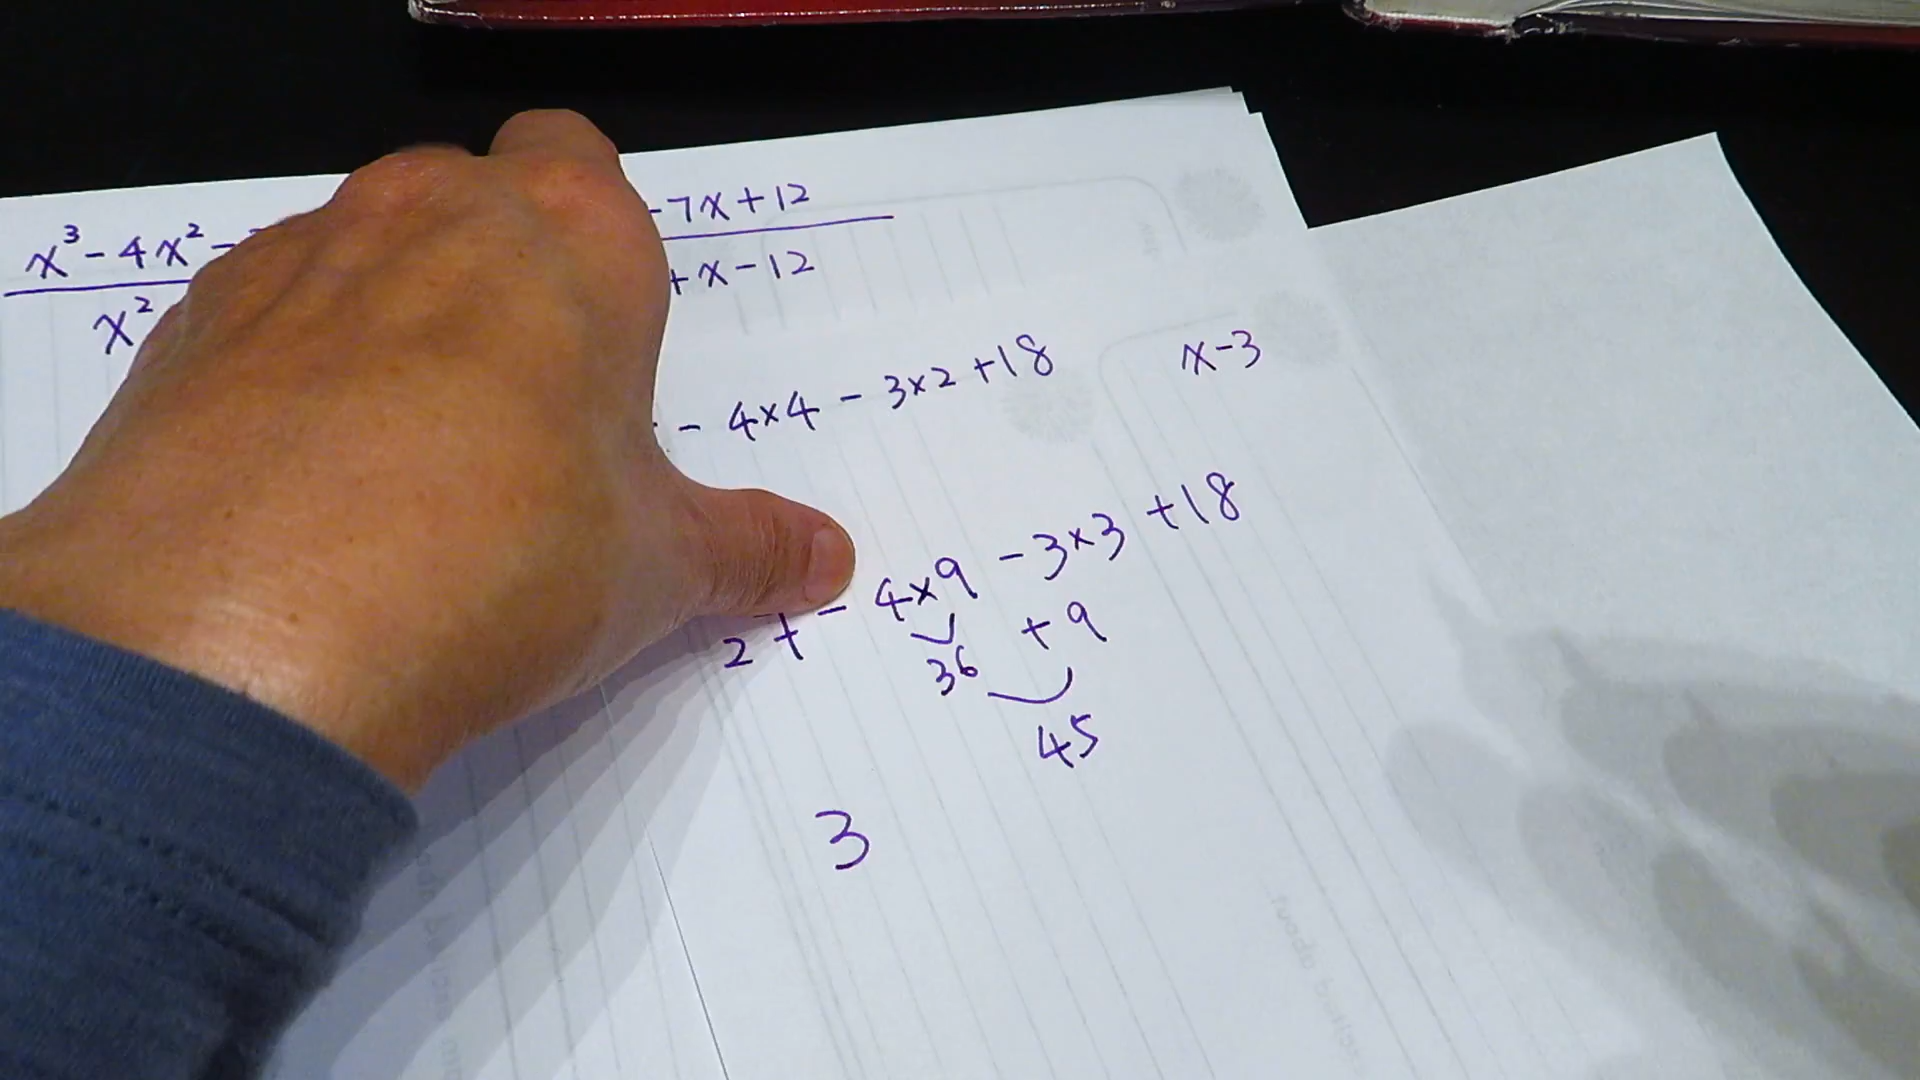 x³ - 4x² -
x²
-7x+12
+x-12
- 4×4 - 3×2 +18
x-3
27 - 4×9 - 3×3 +18
36 +9
45
3